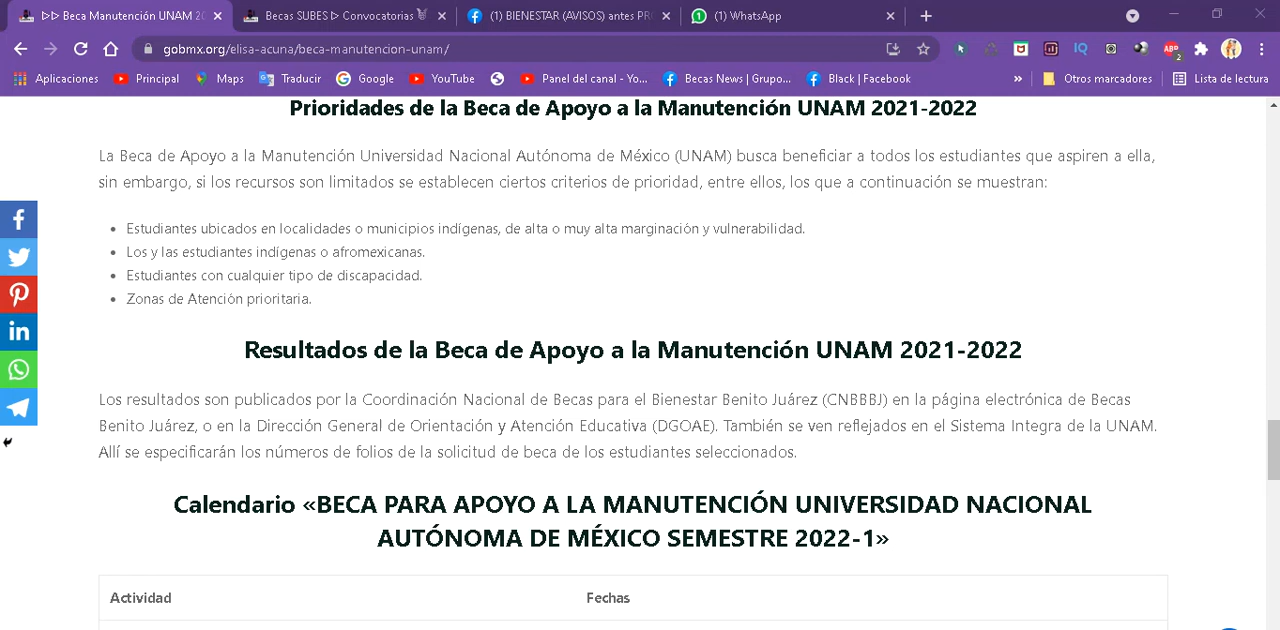 ▷▷ Beca Manutención UNAM 20
Becas SUBES ▷ Convocatorias
(1) BIENESTAR (AVISOS) antes PR
(1) WhatsApp
gobmx.org/elisa-acuna/beca-manutencion-unam/
IQ
ABP
2
Aplicaciones
Principal
Maps
Traducir
Google
YouTube
Panel del canal - Yo...
Becas News | Grupo...
Black | Facebook
»
Otros marcadores
Lista de lectura
Prioridades de la Beca de Apoyo a la Manutención UNAM 2021-2022
La Beca de Apoyo a la Manutención Universidad Nacional Autónoma de México (UNAM) busca beneficiar a todos los estudiantes que aspiren a ella,
sin embargo, si los recursos son limitados se establecen ciertos criterios de prioridad, entre ellos, los que a continuación se muestran:
• Estudiantes ubicados en localidades o municipios indígenas, de alta o muy alta marginación y vulnerabilidad.
• Los y las estudiantes indígenas o afromexicanas.
• Estudiantes con cualquier tipo de discapacidad.
• Zonas de Atención prioritaria.
Resultados de la Beca de Apoyo a la Manutención UNAM 2021-2022
Los resultados son publicados por la Coordinación Nacional de Becas para el Bienestar Benito Juárez (CNBBBJ) en la página electrónica de Becas
Benito Juárez, o en la Dirección General de Orientación y Atención Educativa (DGOAE). También se ven reflejados en el Sistema Integra de la UNAM.
Allí se especificarán los números de folios de la solicitud de beca de los estudiantes seleccionados.
Calendario «BECA PARA APOYO A LA MANUTENCIÓN UNIVERSIDAD NACIONAL
AUTÓNOMA DE MÉXICO SEMESTRE 2022-1»
Actividad
Fechas